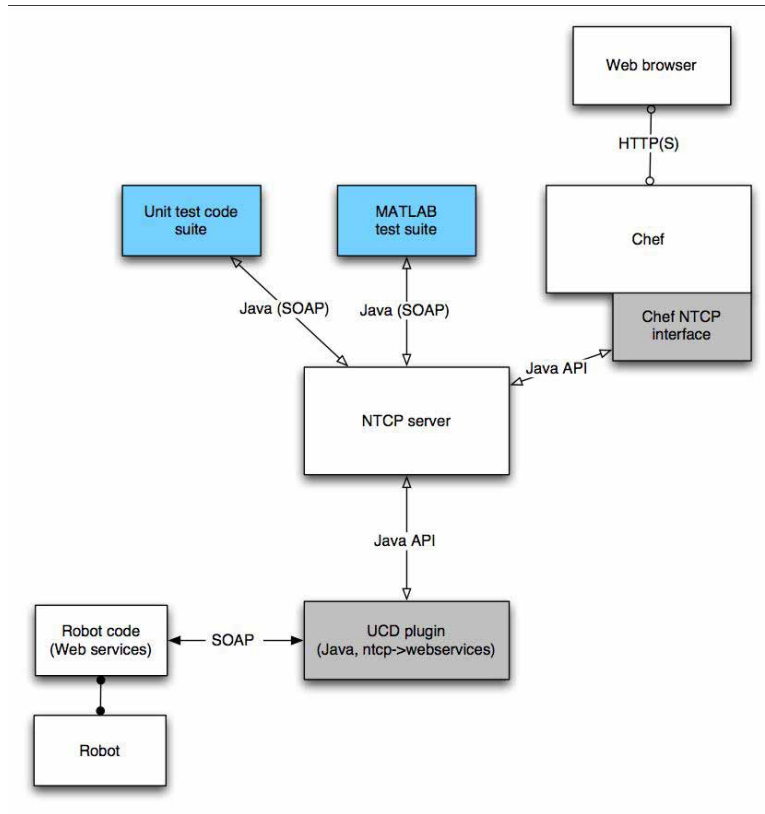 Web browser
HTTP(S)
Unit test code
suite
MATLAB
test suite
Chef
Java (SOAP)
Java (SOAP)
Chef NTCP
interface
Java API
NTCP server
Java API
Robot code
(Web services)
SOAP
UCD plugin
(Java, ntcp->webservices)
Robot